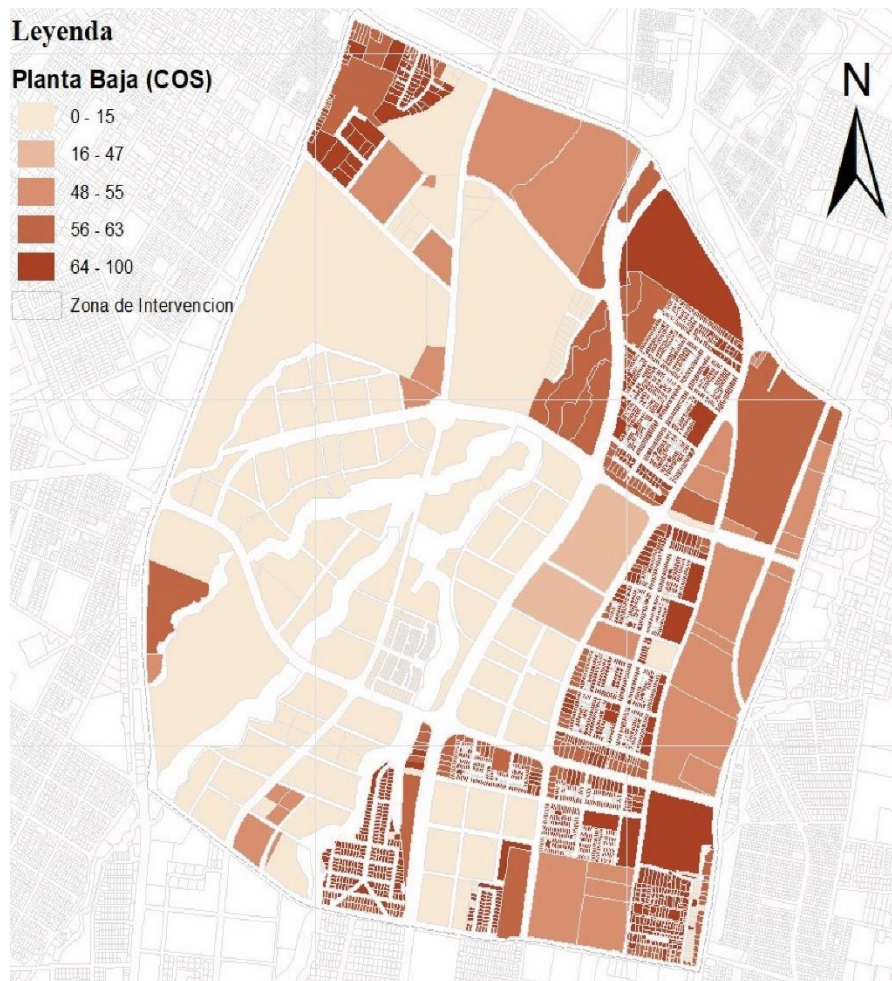 Leyenda
Planta Baja (COS)
0 - 15
16 - 47
48 - 55
56 - 63
64 - 100
Zona de Intervencion
N